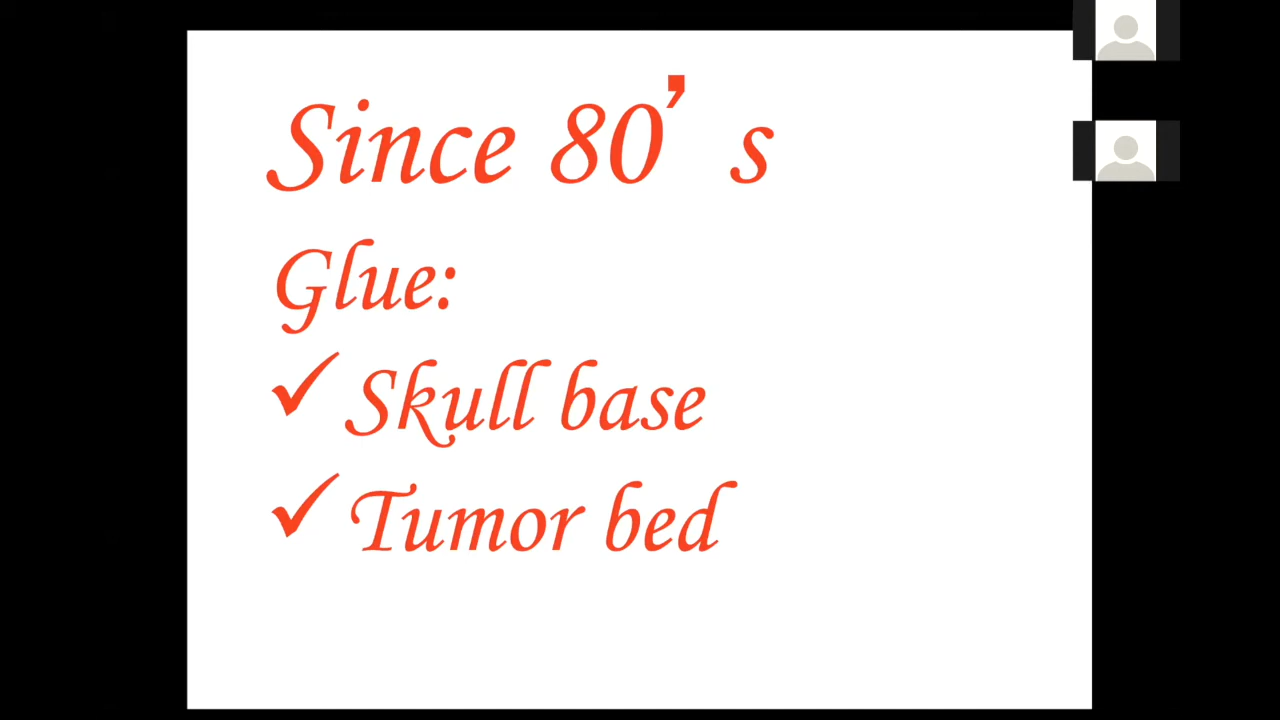 Since 80’ s
Glue:
✓ Skull base
✓ Tumor bed